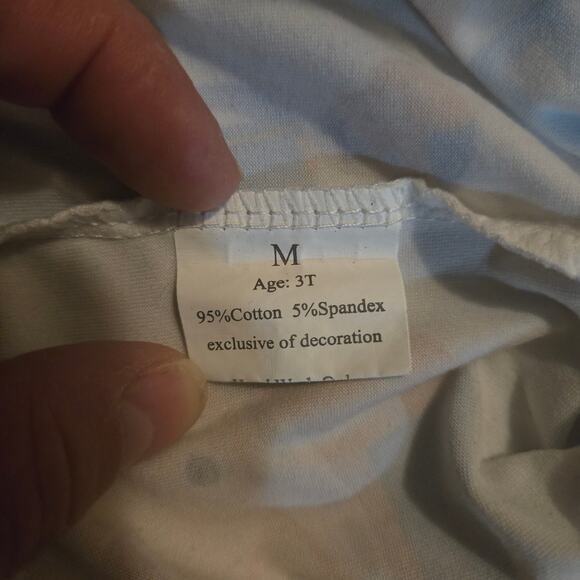 M
Age: 3T
95%Cotton 5%Spandex
exclusive of decoration